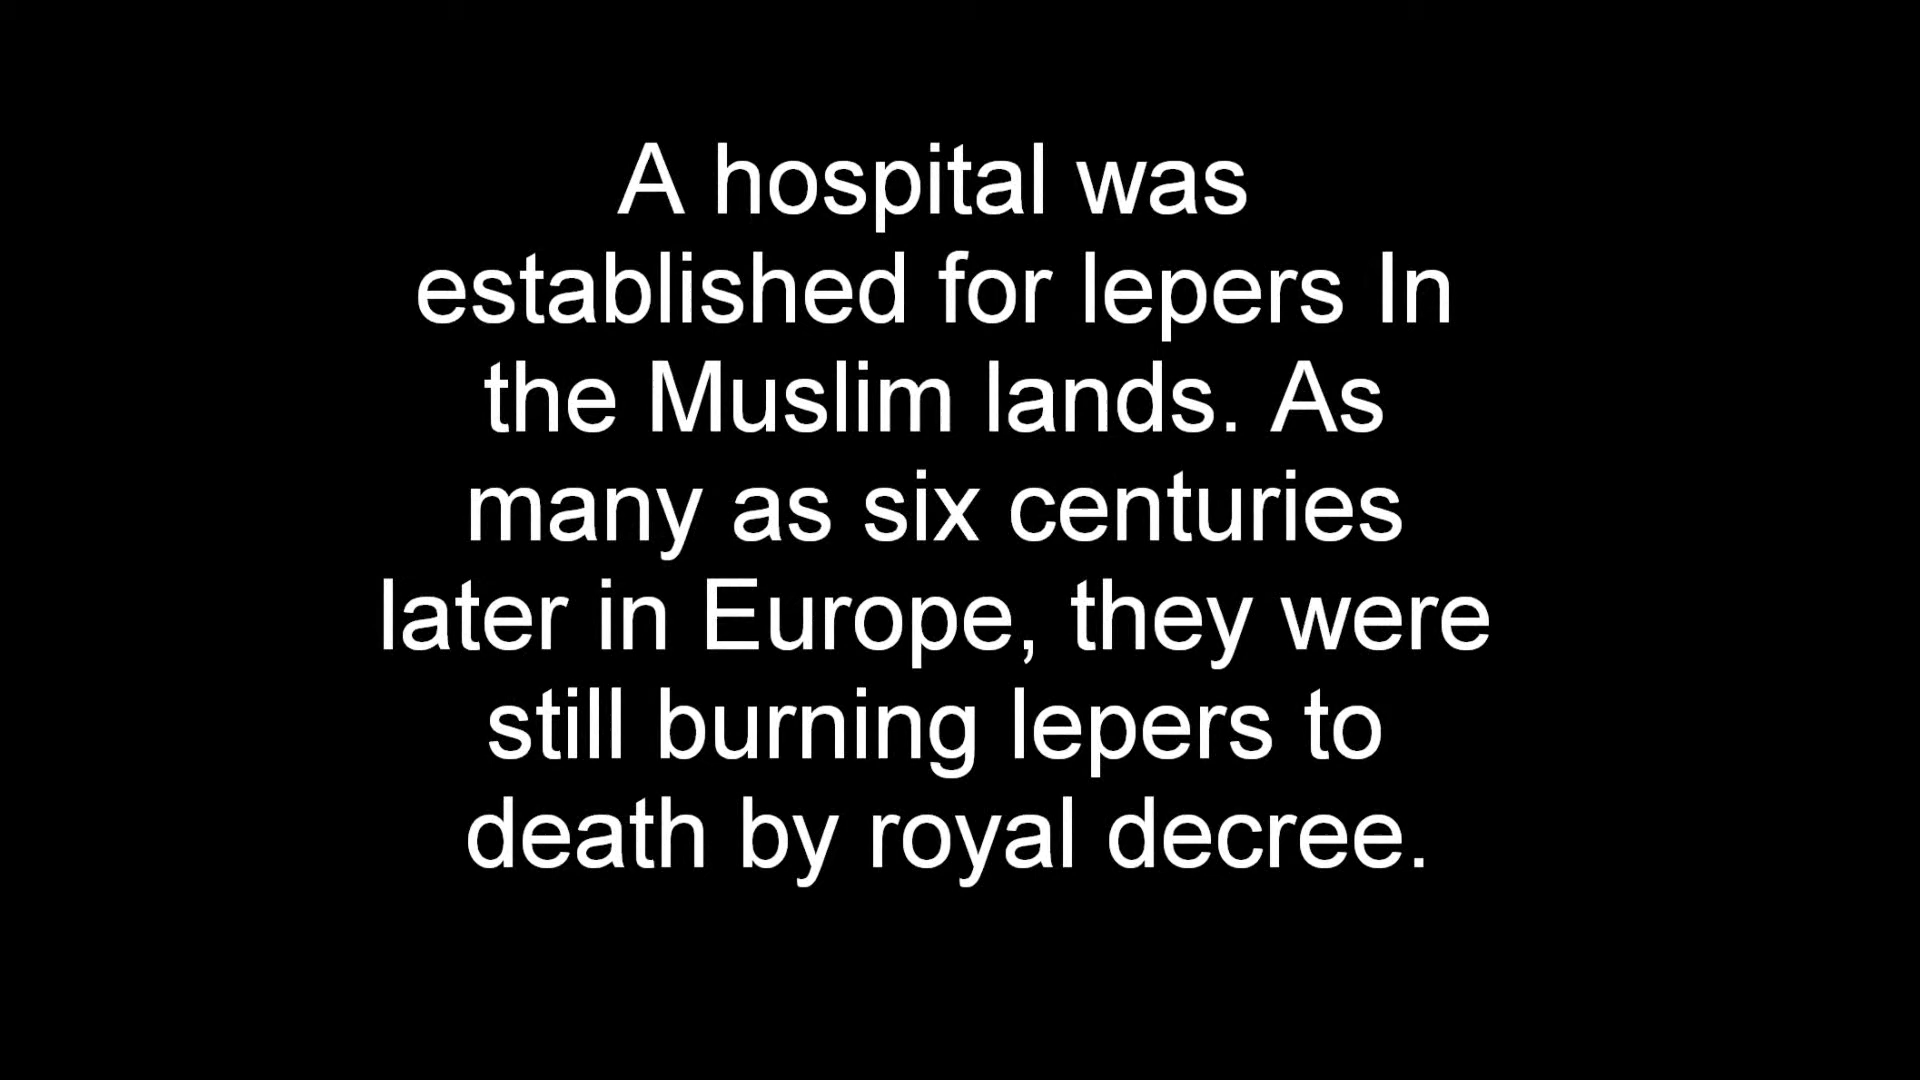 A hospital was
established for lepers In
the Muslim lands. As
many as six centuries
later in Europe, they were
still burning lepers to
death by royal decree.